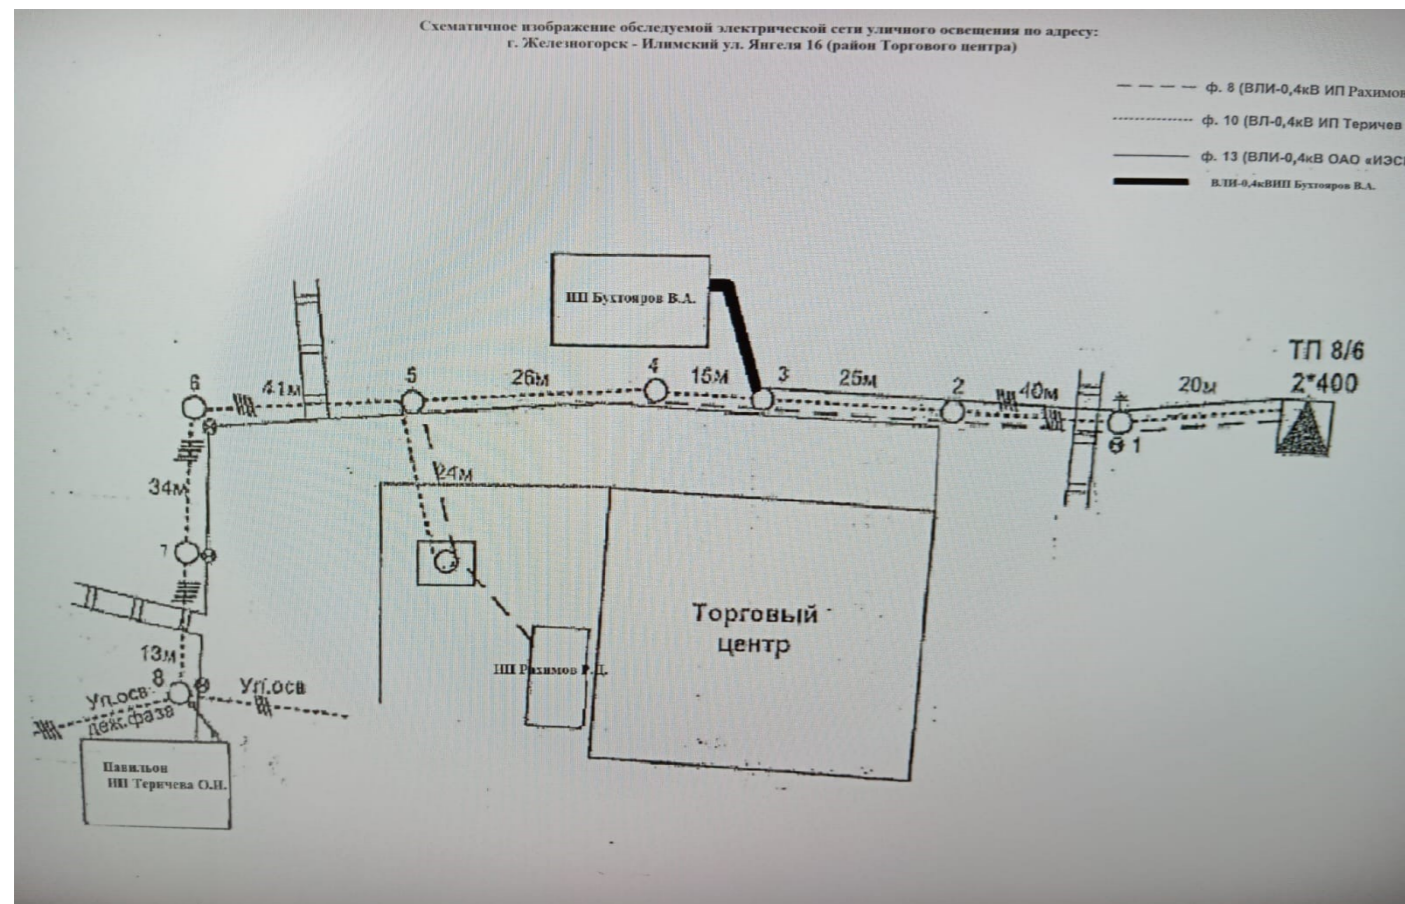 Схематичное изображение обследуемой электрической сети уличного освещения по адресу:
г. Железногорск - Илимский ул. Янгеля 16 (район Торгового центра)
ф. 8 (ВЛИ-0,4кВ ИП Рахимов
ф. 10 (ВЛ-0,4кВ ИП Теричев
ф. 13 (ВЛИ-0,4кВ ОАО «ИЭС
ВЛИ-0,4кВИП Бухтояров В.А.
ИП Бухтояров В.А.
ТП 8/6
2*400
6
41м
5
26м
4
15м
3
25м
2
40м
1
20м
24м
34м
7
13м
8
Ул.осв
Ул.осв
деж.фаза
Торговый
центр
ИП Рахимов Р.Д.
Павильон
ИП Теричева О.И.